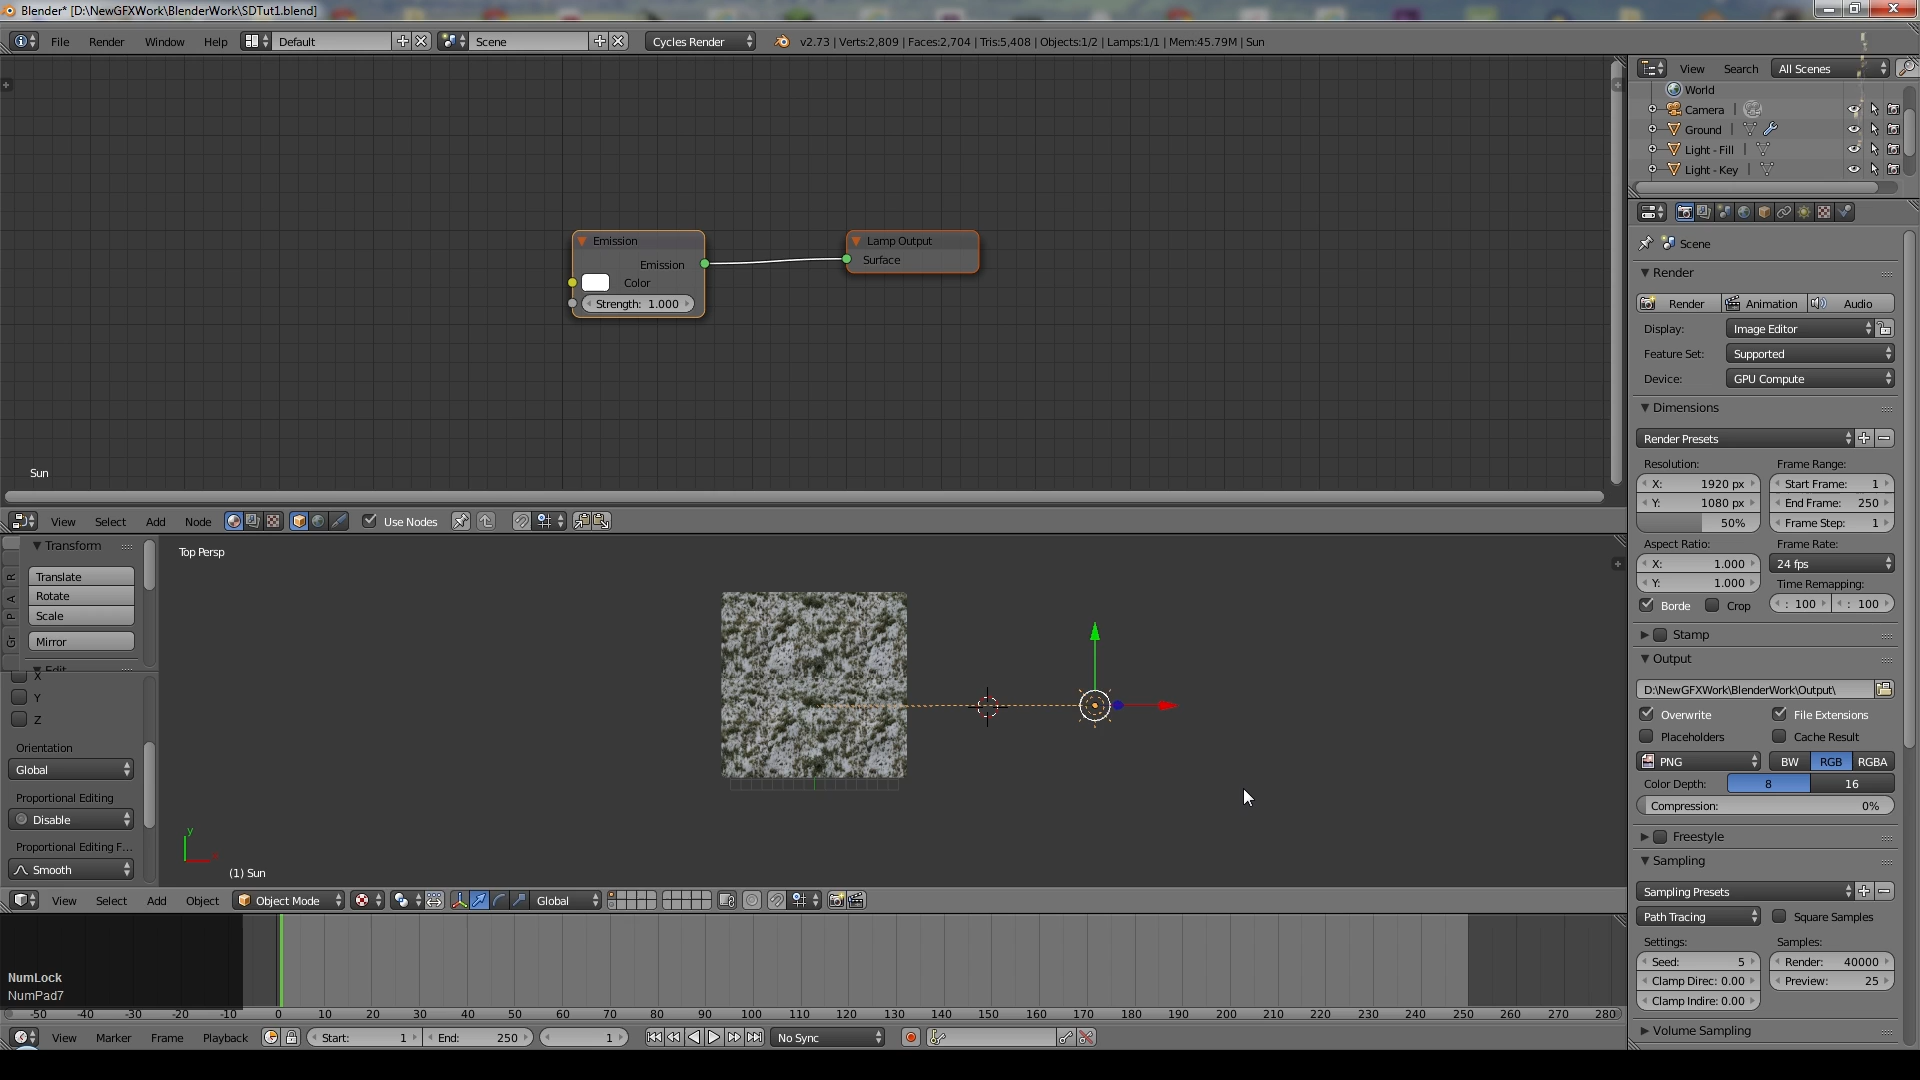 Blender* [D:\NewGFXWork\BlenderWork\SDTut1.blend]
File Render Window Help Default Scene Cycles Render v2.73 | Verts:2,809 | Faces:2,704 | Tris:5,408 | Objects:1/2 | Lamps:1/1 | Mem:45.79M | Sun
View Search All Scenes
World
Camera
Ground
Light - Fill
Light - Key
Emission
Emission
Color
Strength: 1.000
Lamp Output
Surface
Sun
View Select Add Node Use Nodes
Scene
Render
Render Animation Audio
Display: Image Editor
Feature Set: Supported
Device: GPU Compute
Dimensions
Render Presets
Resolution: Frame Range:
X: 1920 px Start Frame: 1
Y: 1080 px End Frame: 250
50% Frame Step: 1
Aspect Ratio: Frame Rate:
X: 1.000 24 fps
Y: 1.000 Time Remapping:
Borde Crop : 100 : 100
Stamp
Output
D:\NewGFXWork\BlenderWork\Output\
Overwrite File Extensions
Placeholders Cache Result
PNG BW RGB RGBA
Color Depth: 8 16
Compression: 0%
Freestyle
Sampling
Sampling Presets
Path Tracing Square Samples
Settings: Samples:
Seed: 5 Render: 40000
Clamp Direc: 0.00 Preview: 25
Clamp Indire: 0.00
Volume Sampling
Transform
Translate
Rotate
Scale
Mirror
Edit
R
A
P
Gr
X
Y
Z
Orientation
Global
Proportional Editing
Disable
Proportional Editing F...
Smooth
Top Persp
y
(1) Sun
View Select Add Object Object Mode Global
NumLock
NumPad7
-50 -40 -30 -20 -10 0 10 20 30 40 50 60 70 80 90 100 110 120 130 140 150 160 170 180 190 200 210 220 230 240 250 260 270 280
View Marker Frame Playback Start: 1 End: 250 1 No Sync